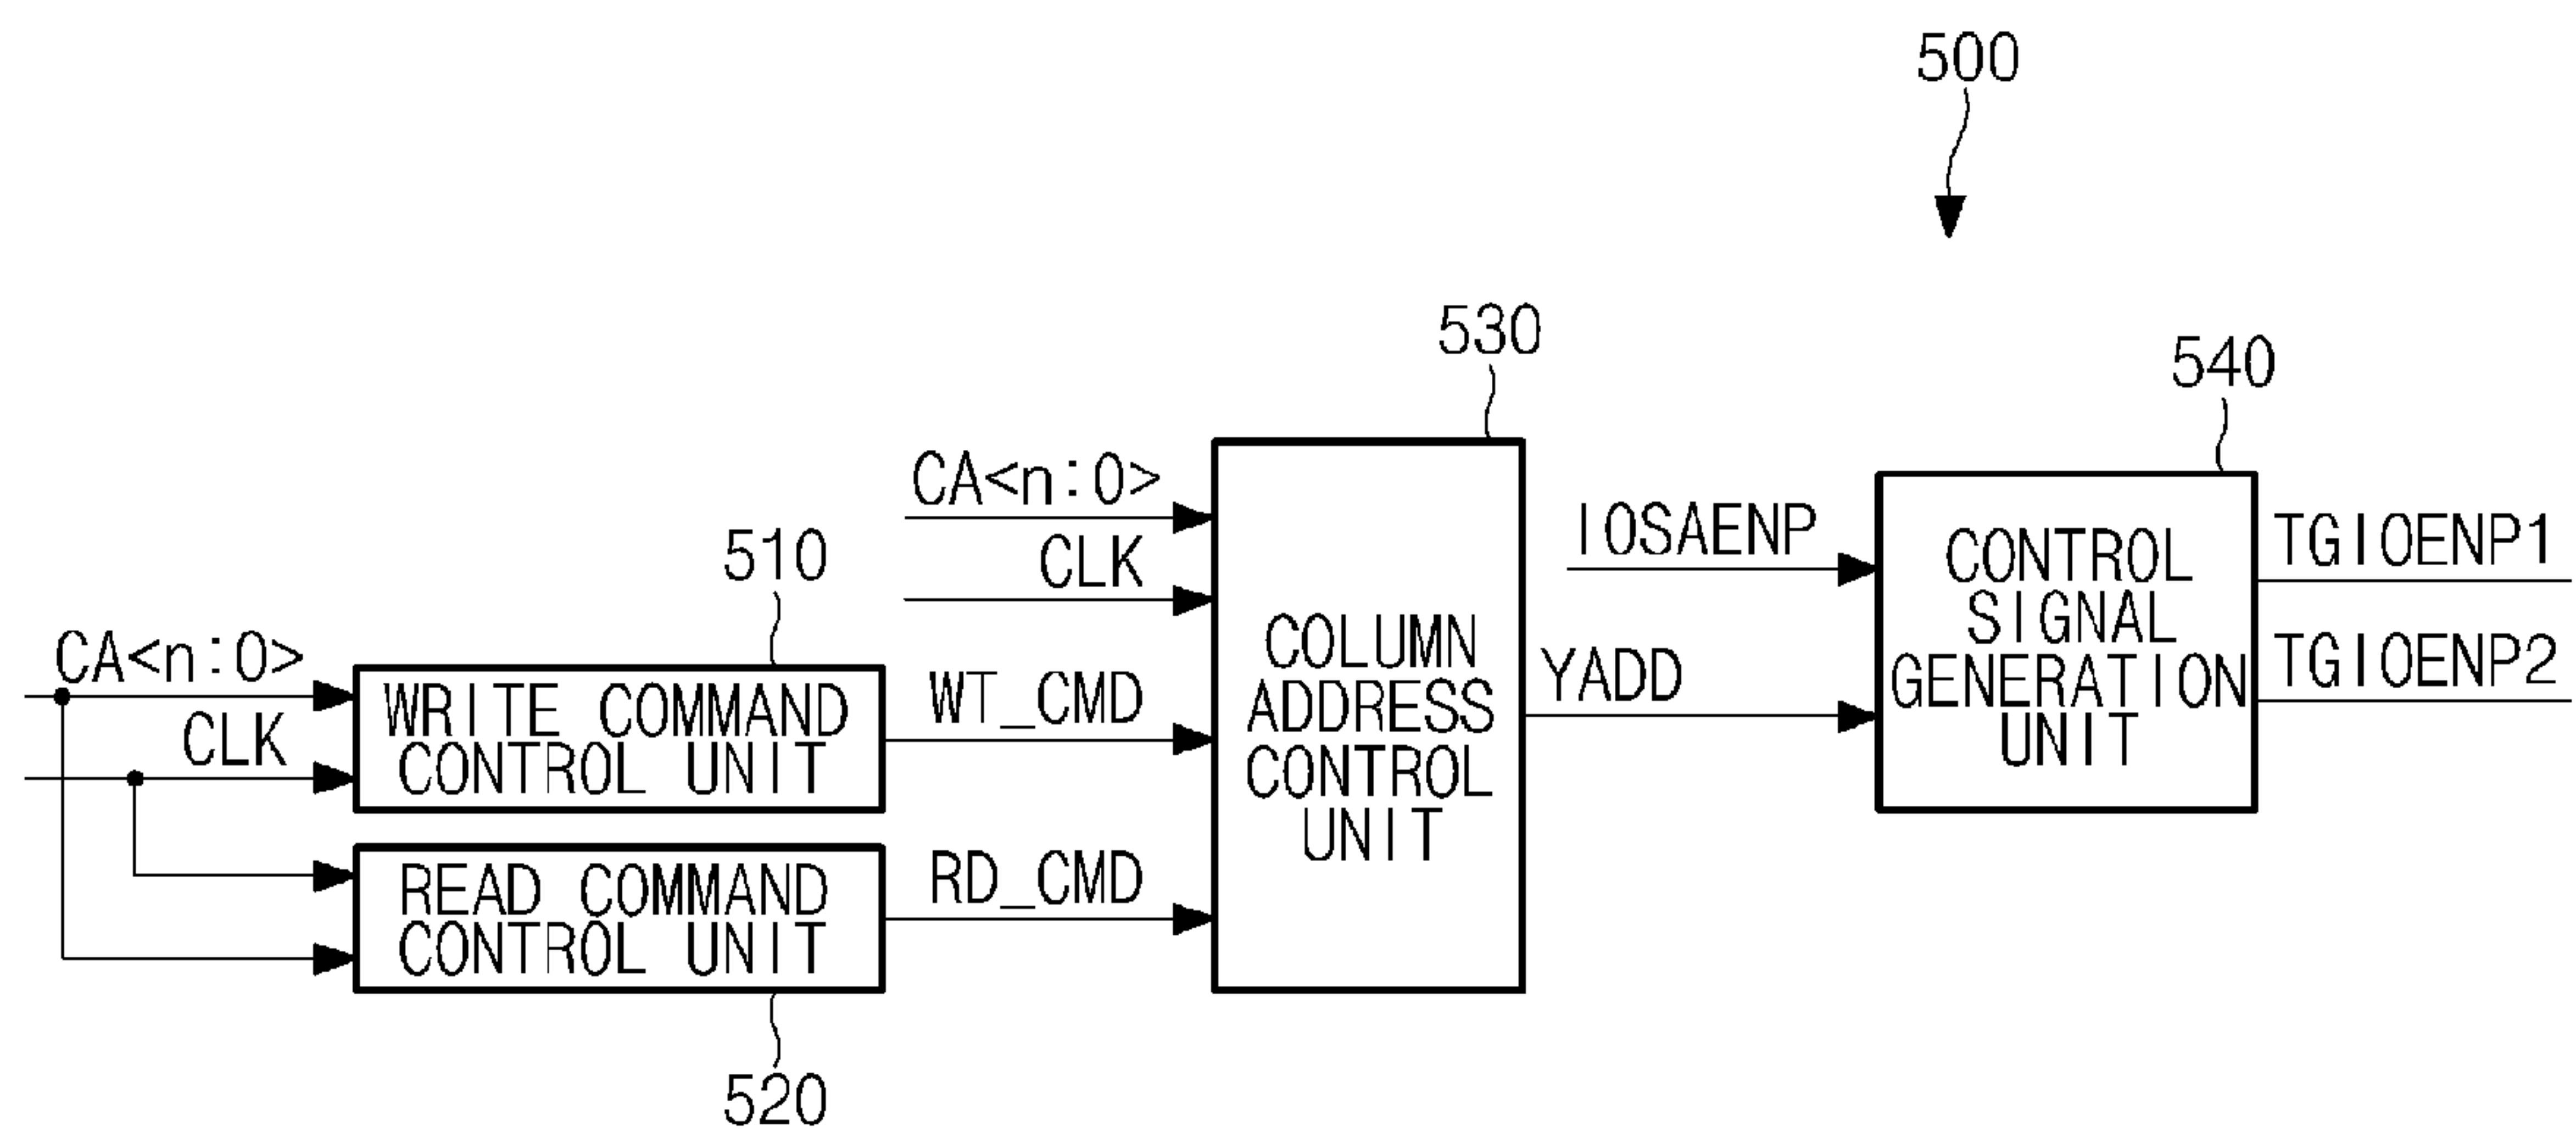 500
530
540
CA<n:0>
CLK
IOSAENP
CONTROL
SIGNAL
GENERATION
UNIT
TGIOENP1
TGIOENP2
510
COLUMN
ADDRESS
CONTROL
UNIT
YADD
CA<n:0>
CLK
WRITE COMMAND
CONTROL UNIT
WT_CMD
READ COMMAND
CONTROL UNIT
RD_CMD
520